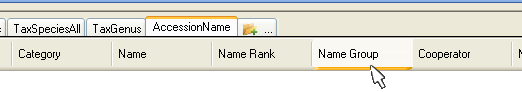 TaxSpeciesAll TaxGenus AccessionName ...
Category Name Name Rank Name Group Cooperator